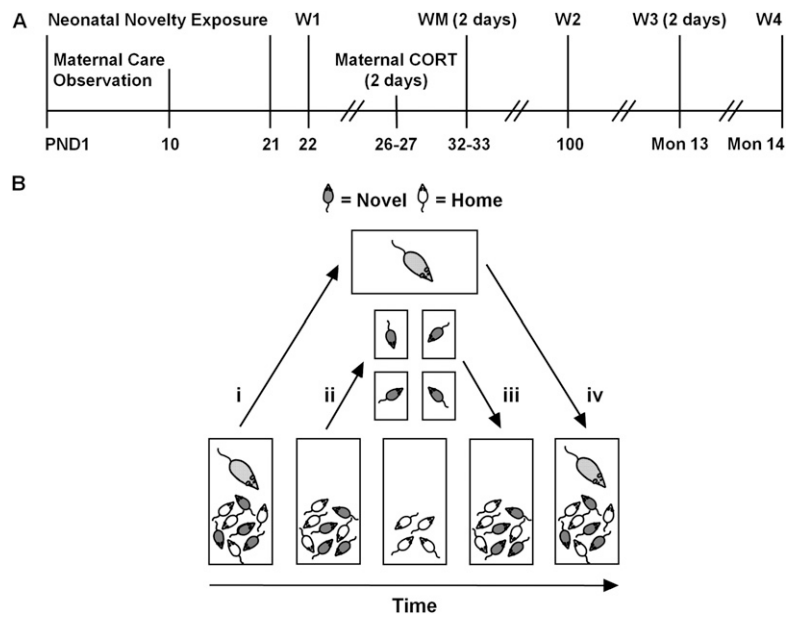 A
Neonatal Novelty Exposure W1 WM (2 days) W2 W3 (2 days) W4
Maternal Care
Observation
Maternal CORT
(2 days)
PND1 10 21 22 26-27 32-33 100 Mon 13 Mon 14
B
= Novel = Home
i ii iii iv
Time